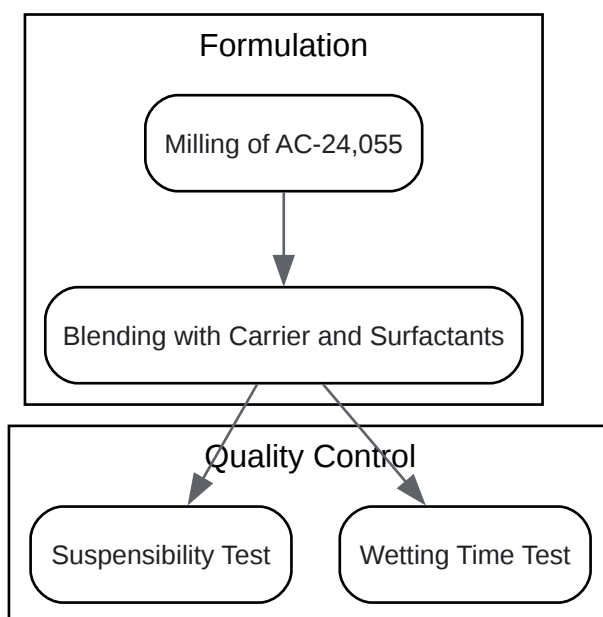 Formulation
Milling of AC-24,055
Blending with Carrier and Surfactants
Quality Control
Suspensibility Test
Wetting Time Test